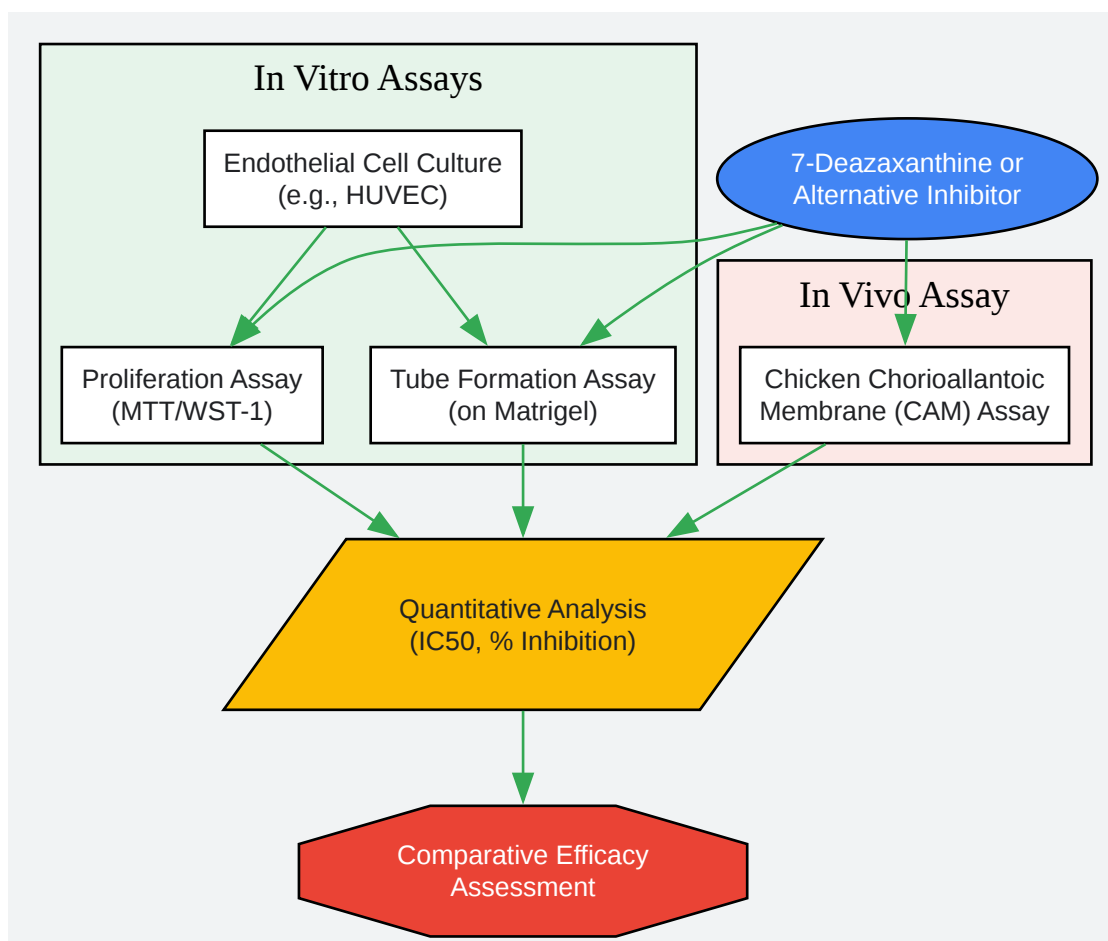 In Vitro Assays
Endothelial Cell Culture
(e.g., HUVEC)
7-Deazaxanthine or
Alternative Inhibitor
In Vivo Assay
Proliferation Assay
(MTT/WST-1)
Tube Formation Assay
(on Matrigel)
Chicken Chorioallantoic
Membrane (CAM) Assay
Quantitative Analysis
(IC50, % Inhibition)
Comparative Efficacy
Assessment